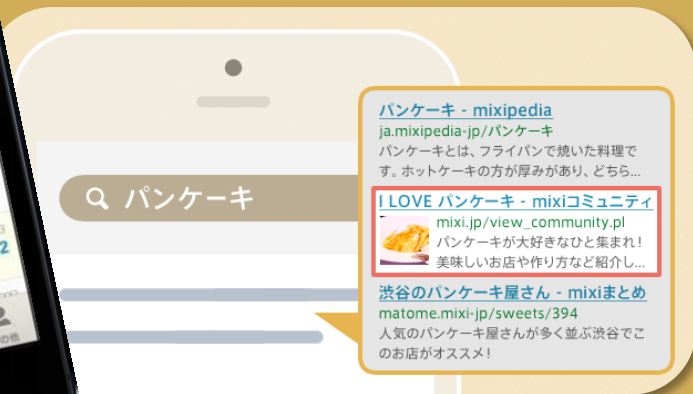 パンケーキ
パンケーキ - mixipedia
ja.mixipedia-jp/パンケーキ
パンケーキとは、フライパンで焼いた料理で
す。ホットケーキの方が厚みがあり、どちら...
I LOVE パンケーキ - mixiコミュニティ
mixi.jp/view_community.pl
パンケーキが大好きなひと集まれ!
美味しいお店や作り方など紹介し...
渋谷のパンケーキ屋さん - mixiまとめ
matome.mixi-jp/sweets/394
人気のパンケーキ屋さんが多く並ぶ渋谷でこ
のお店がオススメ!
2
の他